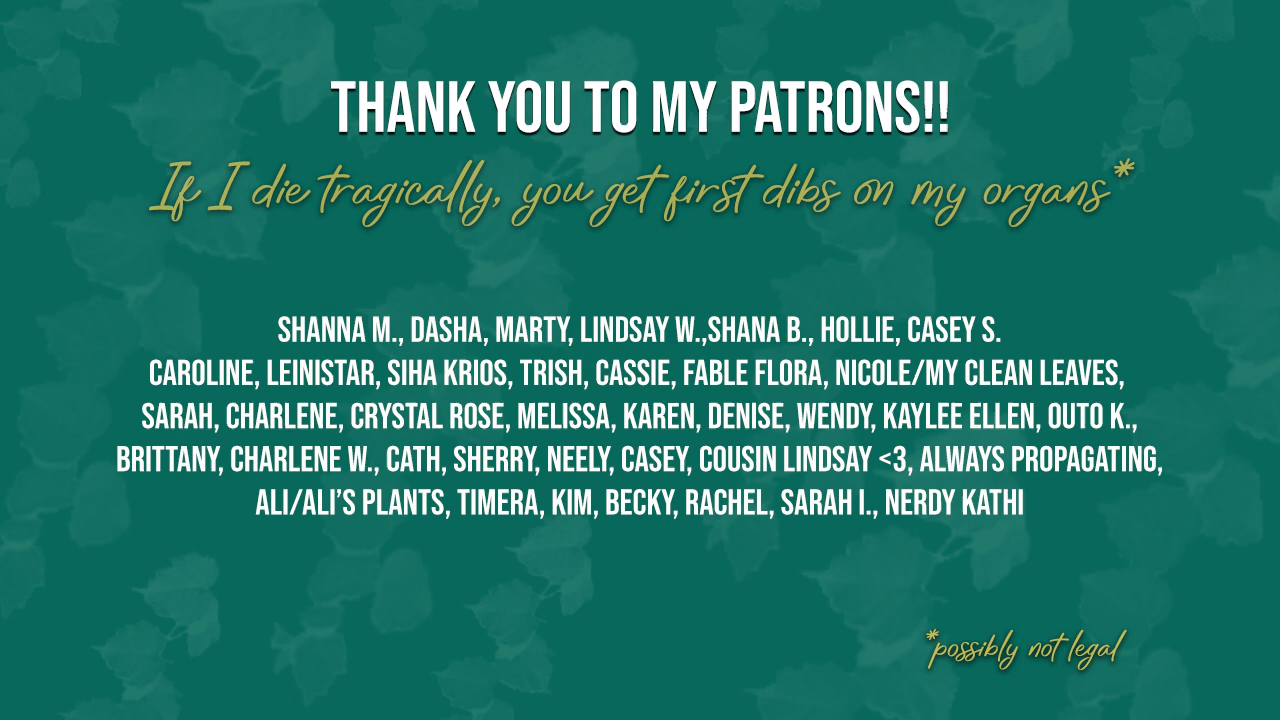 THANK YOU TO MY PATRONS!!
If I die tragically, you get first dibs on my organs*
SHANNA M., DASHA, MARTY, LINDSAY W.,SHANA B., HOLLIE, CASEY S.
CAROLINE, LEINISTAR, SIHA KRIOS, TRISH, CASSIE, FABLE FLORA, NICOLE/MY CLEAN LEAVES,
SARAH, CHARLENE, CRYSTAL ROSE, MELISSA, KAREN, DENISE, WENDY, KAYLEE ELLEN, OUTO K.,
BRITTANY, CHARLENE W., CATH, SHERRY, NEELY, CASEY, COUSIN LINDSAY <3, ALWAYS PROPAGATING,
ALI/ALI'S PLANTS, TIMERA, KIM, BECKY, RACHEL, SARAH I., NERDY KATHI
*possibly not legal